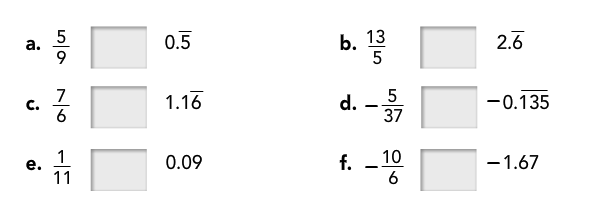 a. 5/9 0.5̅ b. 13/5 2.6̅
c. 7/6 1.16̅ d. −5/37 −0.1̅3̅5̅
e. 1/11 0.09 f. −10/6 −1.67